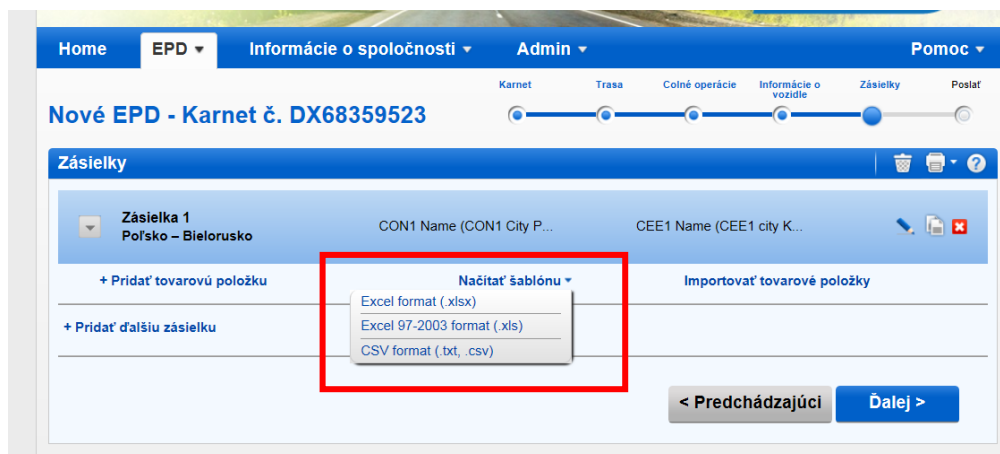 Home EPD Informácie o spoločnosti Admin Pomoc
Karnet Trasa Colné operácie Informácie o vozidle Zásielky Poslať
Nové EPD - Karnet č. DX68359523
Zásielky
Zásielka 1
Poľsko – Bielorusko
CON1 Name (CON1 City P...
CEE1 Name (CEE1 city K...
+ Pridať tovarovú položku Načítať šablónu Importovať tovarové položky
Excel format (.xlsx)
Excel 97-2003 format (.xls)
CSV format (.txt, .csv)
+ Pridať ďalšiu zásielku
< Predchádzajúci Ďalej >